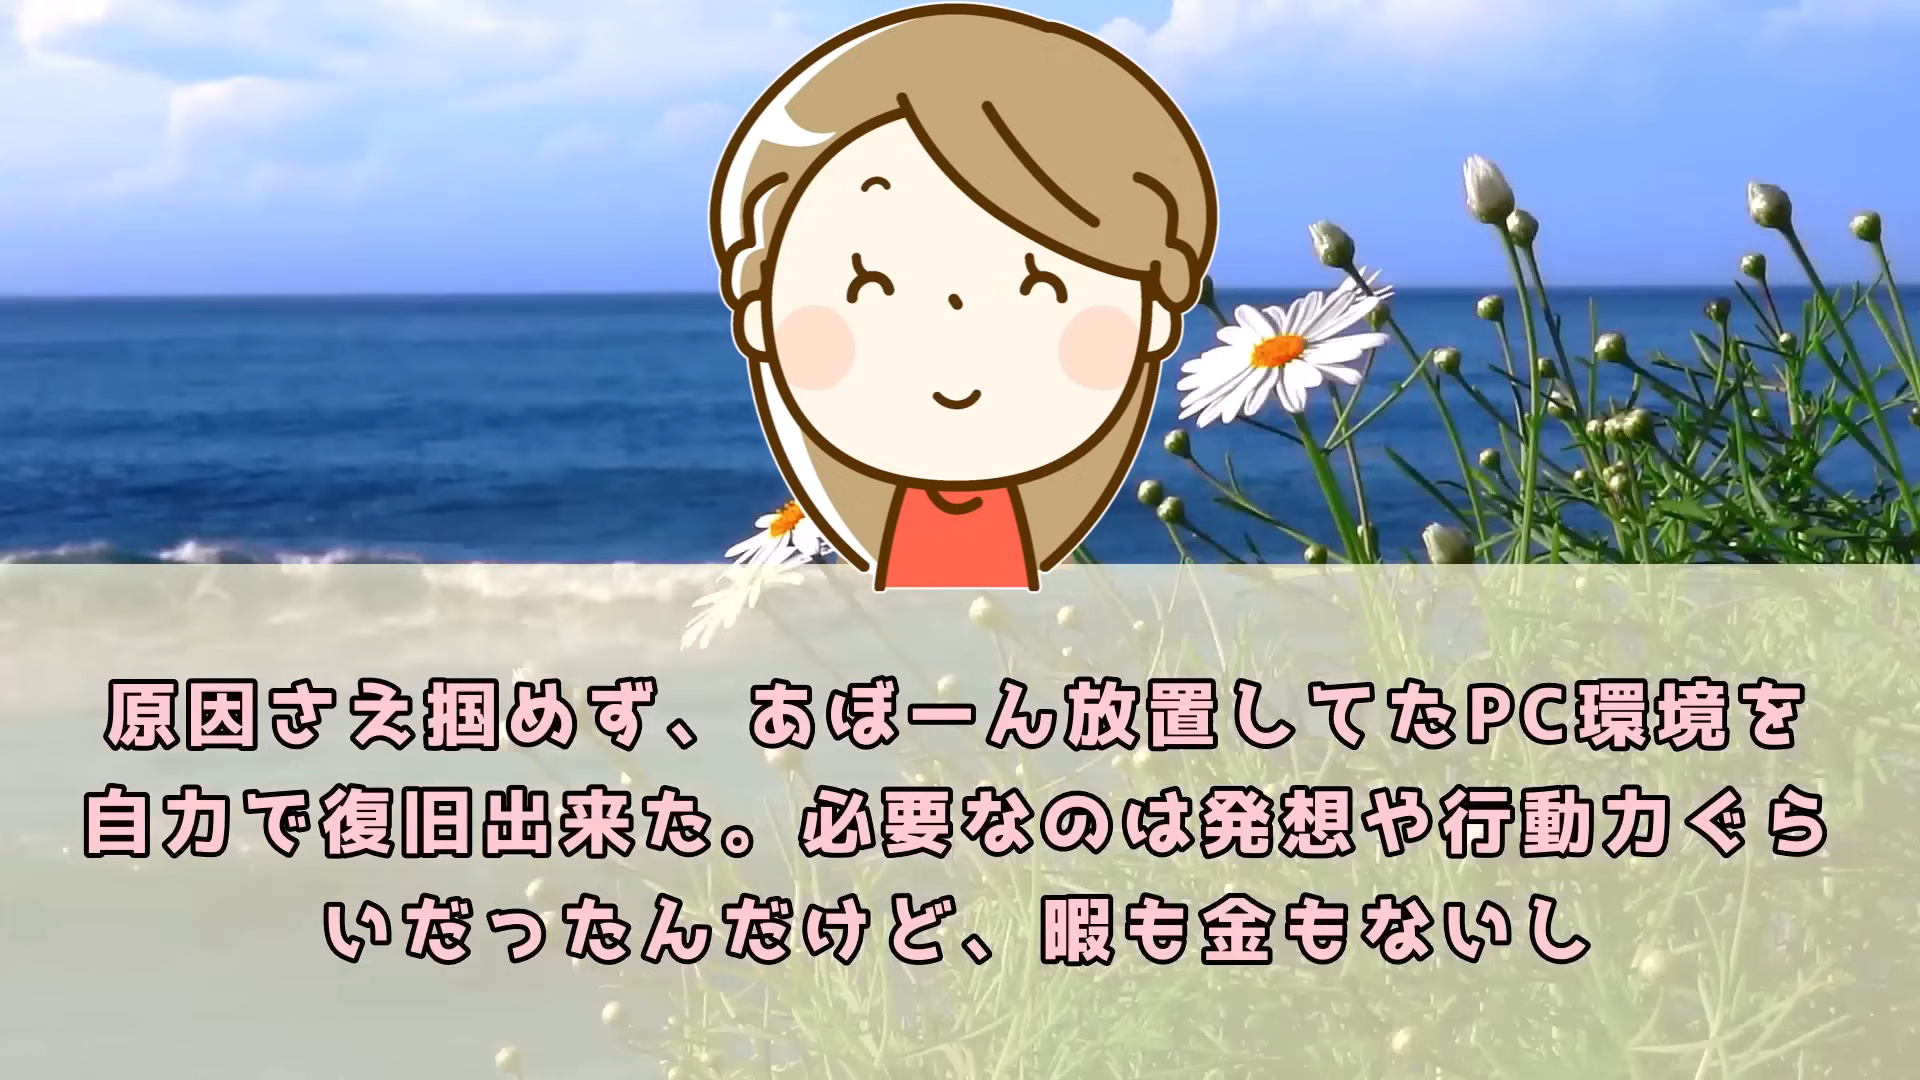 原因さえ掴めず、あぼーん放置してたPC環境を
自力で復旧出来た。必要なのは発想や行動力ぐら
いだったんだけど、暇も金もないし